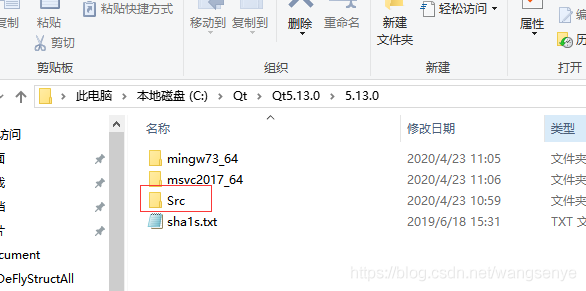 复制
粘贴
粘贴快捷方式
剪切
移动到
复制到
删除
重命名
新建
文件夹
轻松访问
属性
历
剪贴板
组织
新建
打开
此电脑 > 本地磁盘 (C:) > Qt > Qt5.13.0 > 5.13.0
名称
修改日期
类型
访问
mingw73_64
2020/4/23 11:05
文件夹
msvc2017_64
2020/4/23 11:06
文件夹
Src
2020/4/23 10:59
文件夹
sha1s.txt
2019/6/18 15:31
TXT 文
ocument
DeFlyStructAll
https://blog.csdn.net/wangsenye